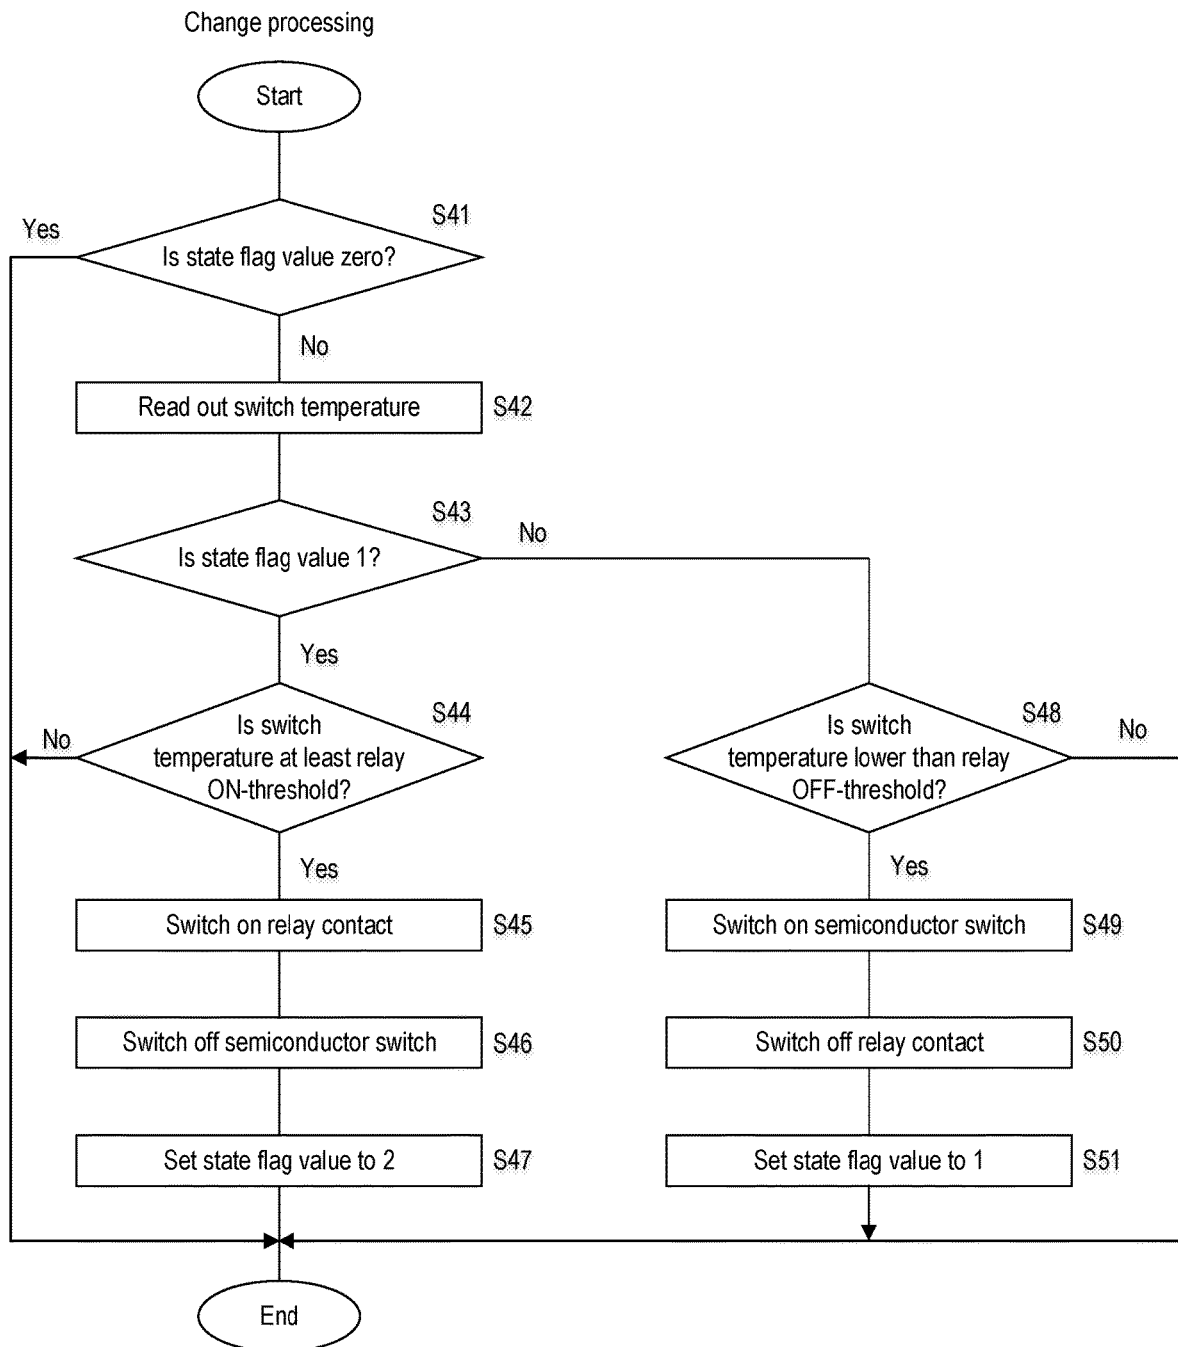 Change processing
Start
S41
Yes
Is state flag value zero?
No
Read out switch temperature
S42
S43
No
Is state flag value 1?
Yes
S44
Is switch
No
temperature at least relay
ON-threshold?
Yes
Switch on relay contact
S45
Switch off semiconductor switch
S46
Set state flag value to 2
S47
S48
Is switch
No
temperature lower than relay
OFF-threshold?
Yes
Switch on semiconductor switch
S49
Switch off relay contact
S50
Set state flag value to 1
S51
End